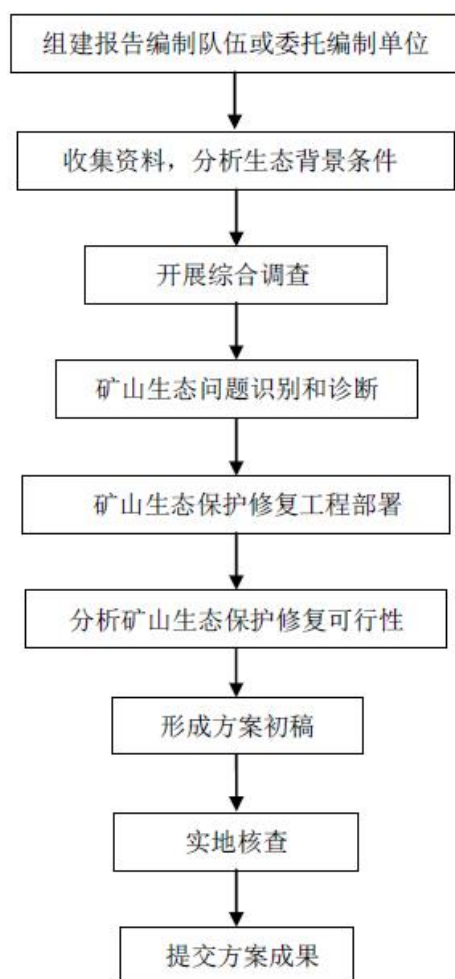 组建报告编制队伍或委托编制单位
收集资料，分析生态背景条件
开展综合调查
矿山生态问题识别和诊断
矿山生态保护修复工程部署
分析矿山生态保护修复可行性
形成方案初稿
实地核查
提交方案成果